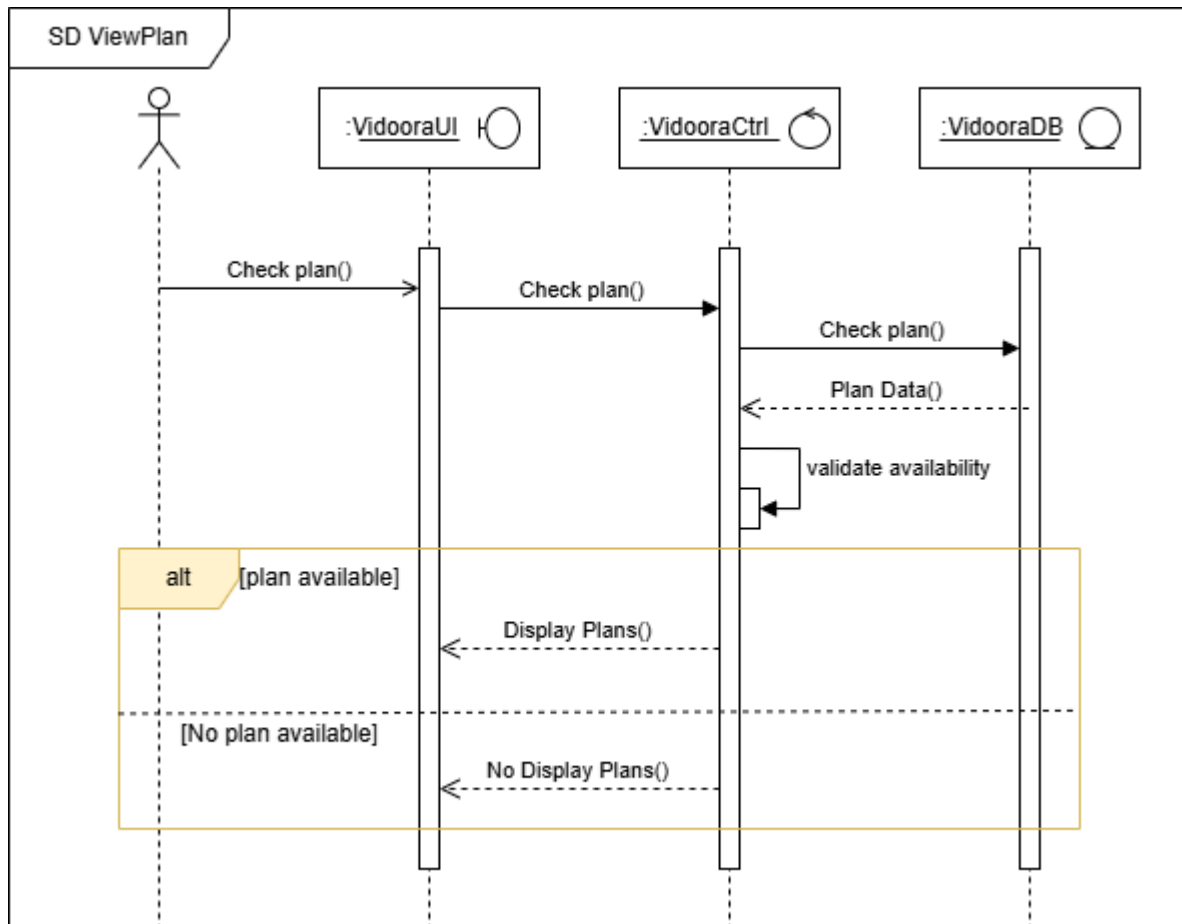 SD ViewPlan
:VidooraUI
:VidooraCtrl
:VidooraDB
Check plan()
Check plan()
Check plan()
Plan Data()
validate availability
alt
[plan available]
Display Plans()
[No plan available]
No Display Plans()